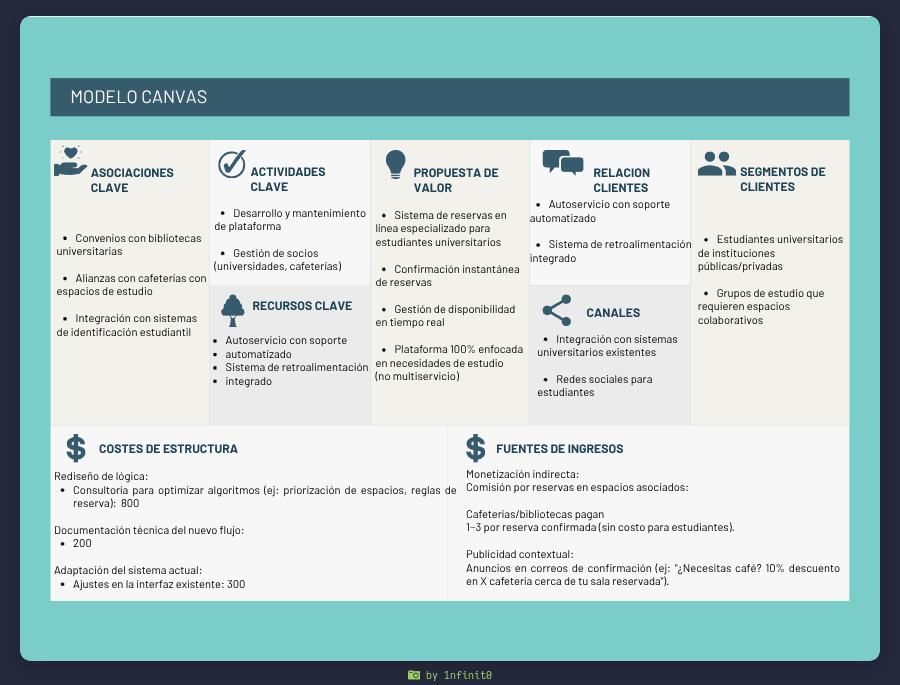 MODELO CANVAS
ASOCIACIONES
CLAVE
• Convenios con bibliotecas
universitarias
• Alianzas con cafeterías con
espacios de estudio
• Integración con sistemas
de identificación estudiantil
ACTIVIDADES
CLAVE
• Desarrollo y mantenimiento
de plataforma
• Gestión de socios
(universidades, cafeterías)
RECURSOS CLAVE
• Autoservicio con soporte
• automatizado
• Sistema de retroalimentación
• integrado
PROPUESTA DE
VALOR
• Sistema de reservas en
línea especializado para
estudiantes universitarios
• Confirmación instantánea
de reservas
• Gestión de disponibilidad
en tiempo real
• Plataforma 100% enfocada
en necesidades de estudio
(no multiservicio)
RELACION
CLIENTES
• Autoservicio con soporte
automatizado
• Sistema de retroalimentación
integrado
CANALES
• Integración con sistemas
universitarios existentes
• Redes sociales para
estudiantes
SEGMENTOS DE
CLIENTES
• Estudiantes universitarios
de instituciones
públicas/privadas
• Grupos de estudio que
requieren espacios
colaborativos
COSTES DE ESTRUCTURA
Rediseño de lógica:
• Consultoría para optimizar algoritmos (ej: priorización de espacios, reglas de
reserva): 800
Documentación técnica del nuevo flujo:
• 200
Adaptación del sistema actual:
• Ajustes en la interfaz existente: 300
FUENTES DE INGRESOS
Monetización indirecta:
Comisión por reservas en espacios asociados:
Cafeterías/bibliotecas pagan
1–3 por reserva confirmada (sin costo para estudiantes).
Publicidad contextual:
Anuncios en correos de confirmación (ej: "¿Necesitas café? 10% descuento
en X cafetería cerca de tu sala reservada").
by 1nfinit0